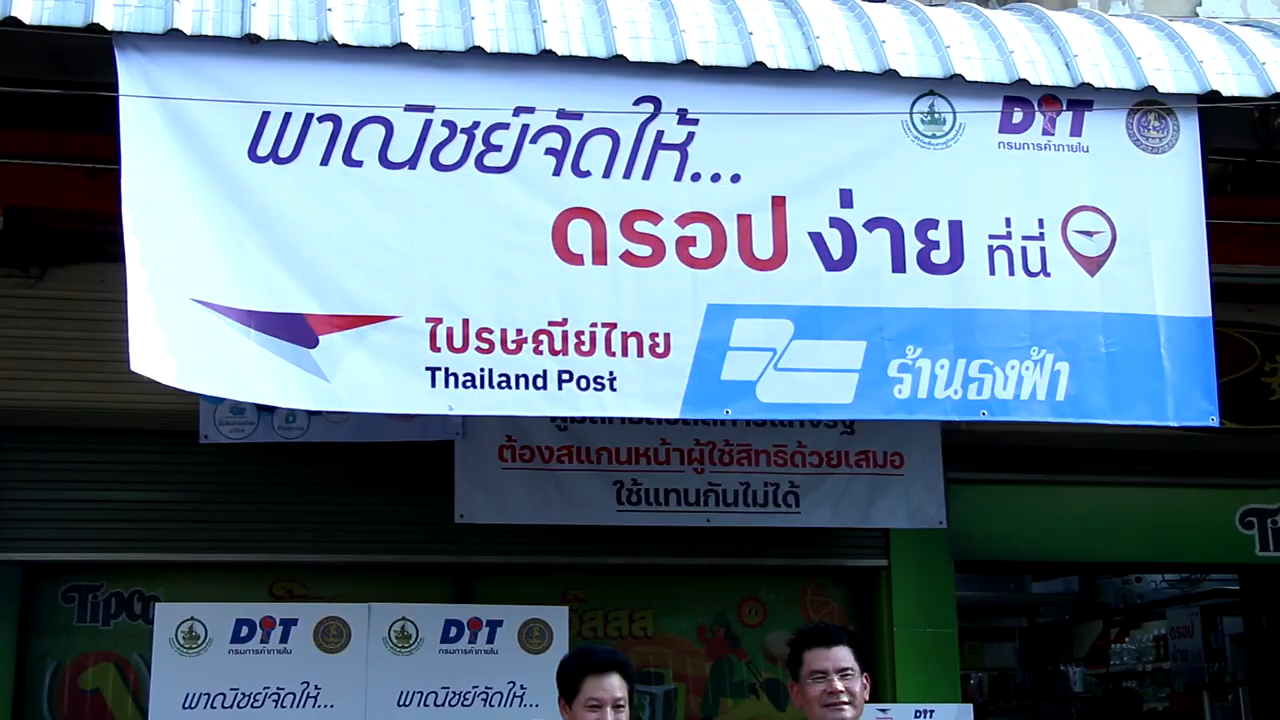 พาณิชย์จัดให้...
DIT
กรมการค้าภายใน
ดรอป ง่าย ที่นี่
ไปรษณีย์ไทย
Thailand Post
ร้านธงฟ้า
ต้องสแกนหน้าผู้ใช้สิทธิด้วยเสมอ
ใช้แทนกันไม่ได้
Tipco
DIT
กรมการค้าภายใน
พาณิชย์จัดให้...
DIT
กรมการค้าภายใน
พาณิชย์จัดให้...
DIT
ดรอป
ง่าย